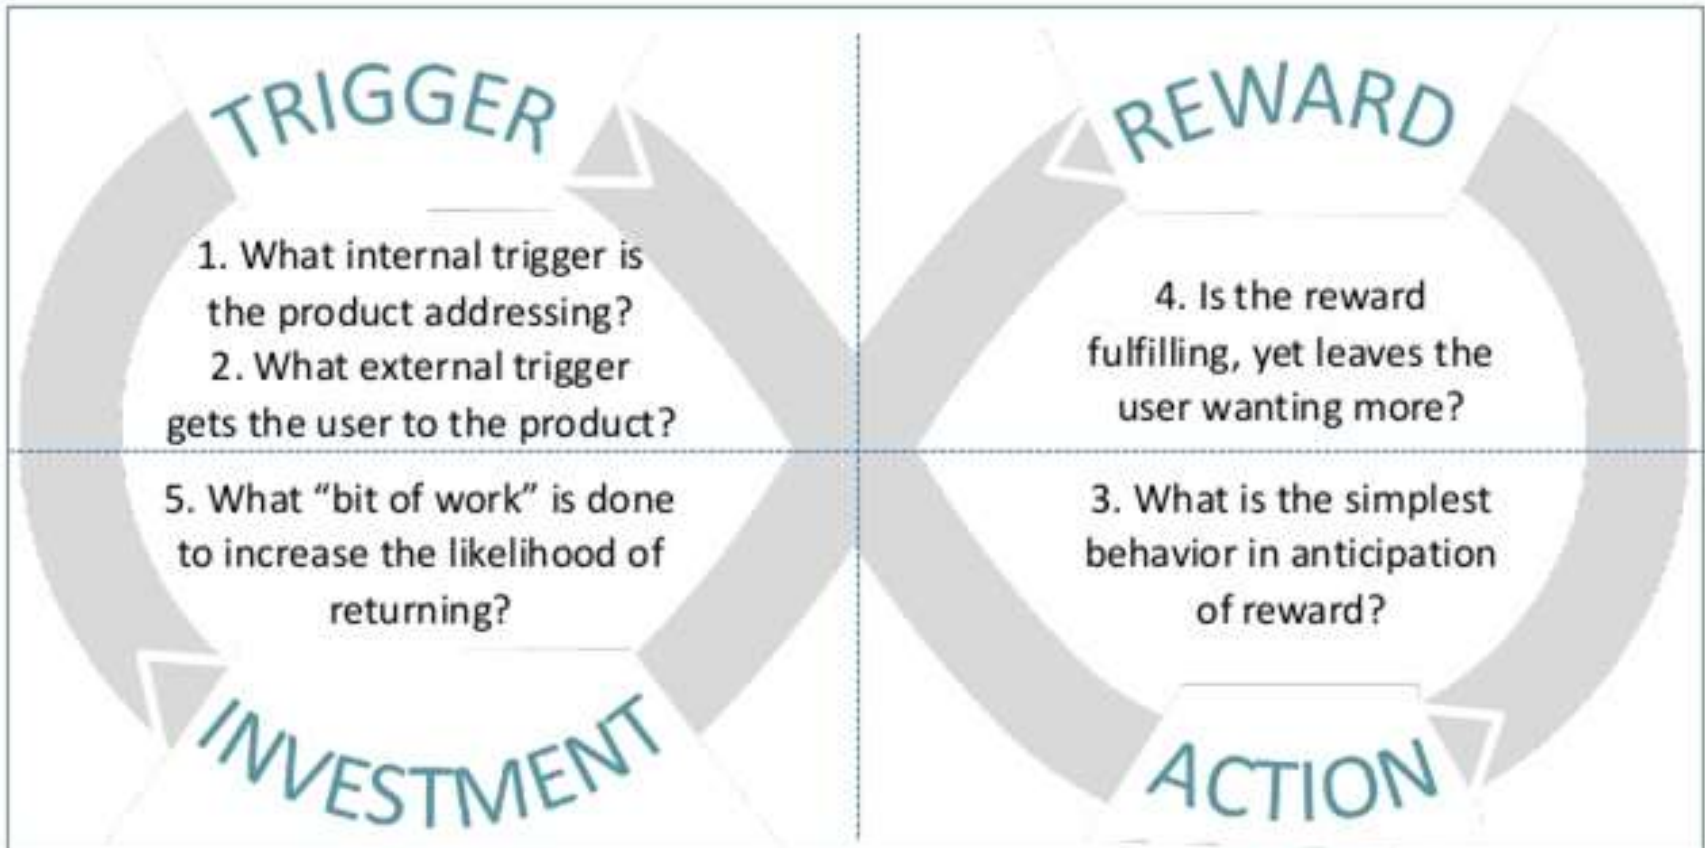 TRIGGER
1. What internal trigger is
the product addressing?
2. What external trigger
gets the user to the product?
REWARD
4. Is the reward
fulfilling, yet leaves the
user wanting more?
5. What “bit of work” is done
to increase the likelihood of
returning?
INVESTMENT
3. What is the simplest
behavior in anticipation
of reward?
ACTION